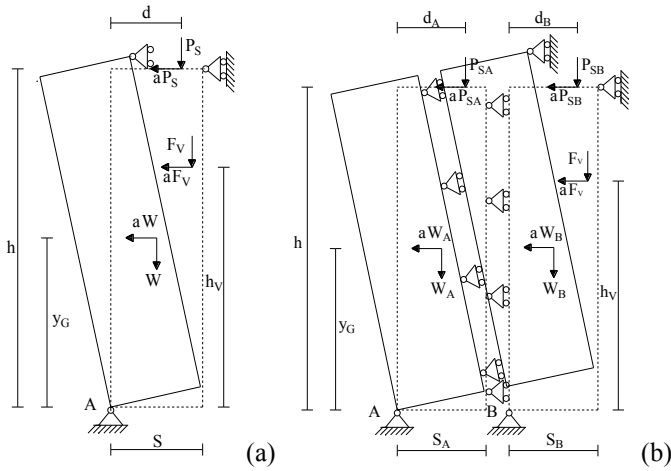 d
P_S
aP_S
F_V
aF_V
aW
W
h
h_V
y_G
A
S
(a)
d_A
d_B
P_SA
P_SB
aP_SA
aP_SB
F_v
aF_v
aW_A
aW_B
W_A
W_B
h
h_V
y_G
A
B
S_A
S_B
(b)